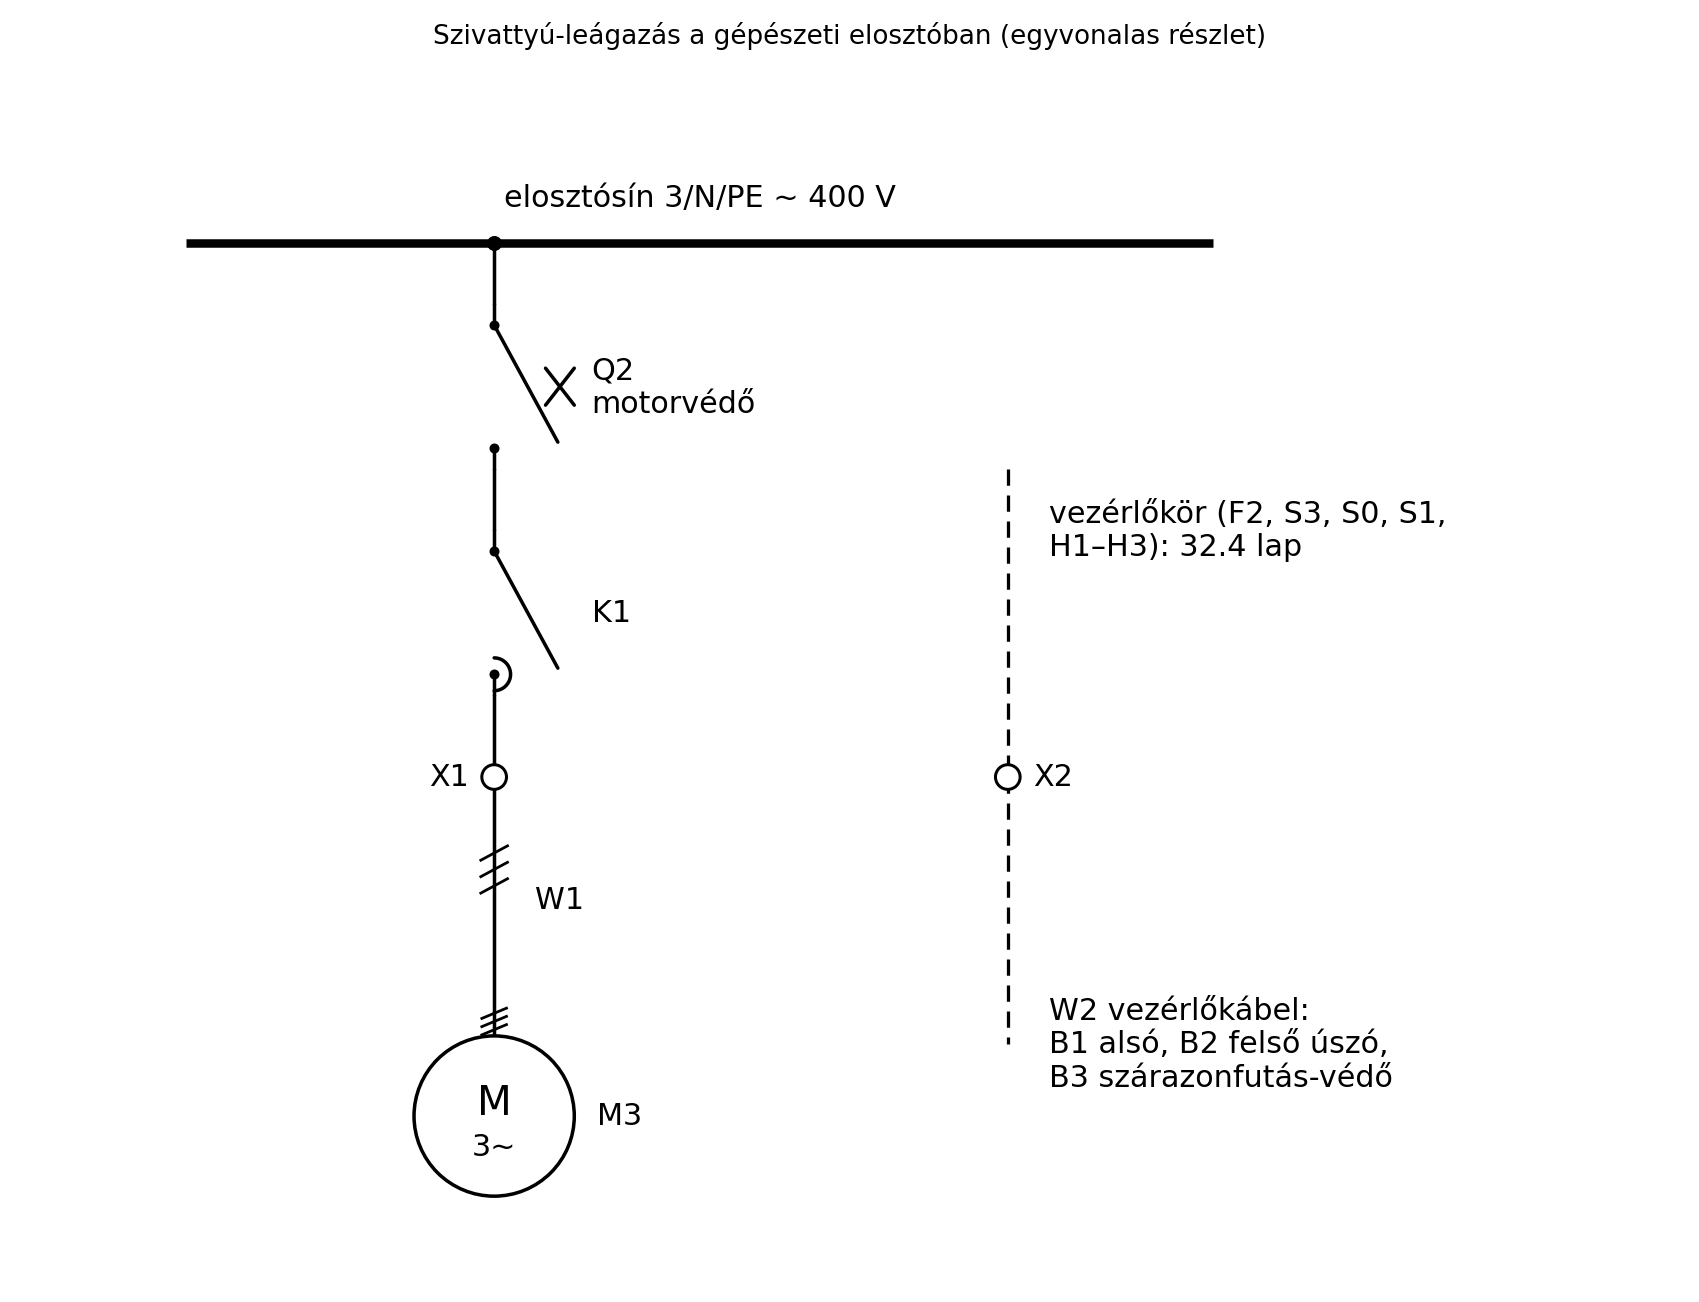 Szivattyú-leágazás a gépészeti elosztóban (egyvonalas részlet)
elosztósín 3/N/PE ~ 400 V
Q2
motorvédő
vezérlőkör (F2, S3, S0, S1,
H1–H3): 32.4 lap
K1
X1
X2
W1
W2 vezérlőkábel:
B1 alsó, B2 felső úszó,
B3 szárazonfutás-védő
M
3~
M3